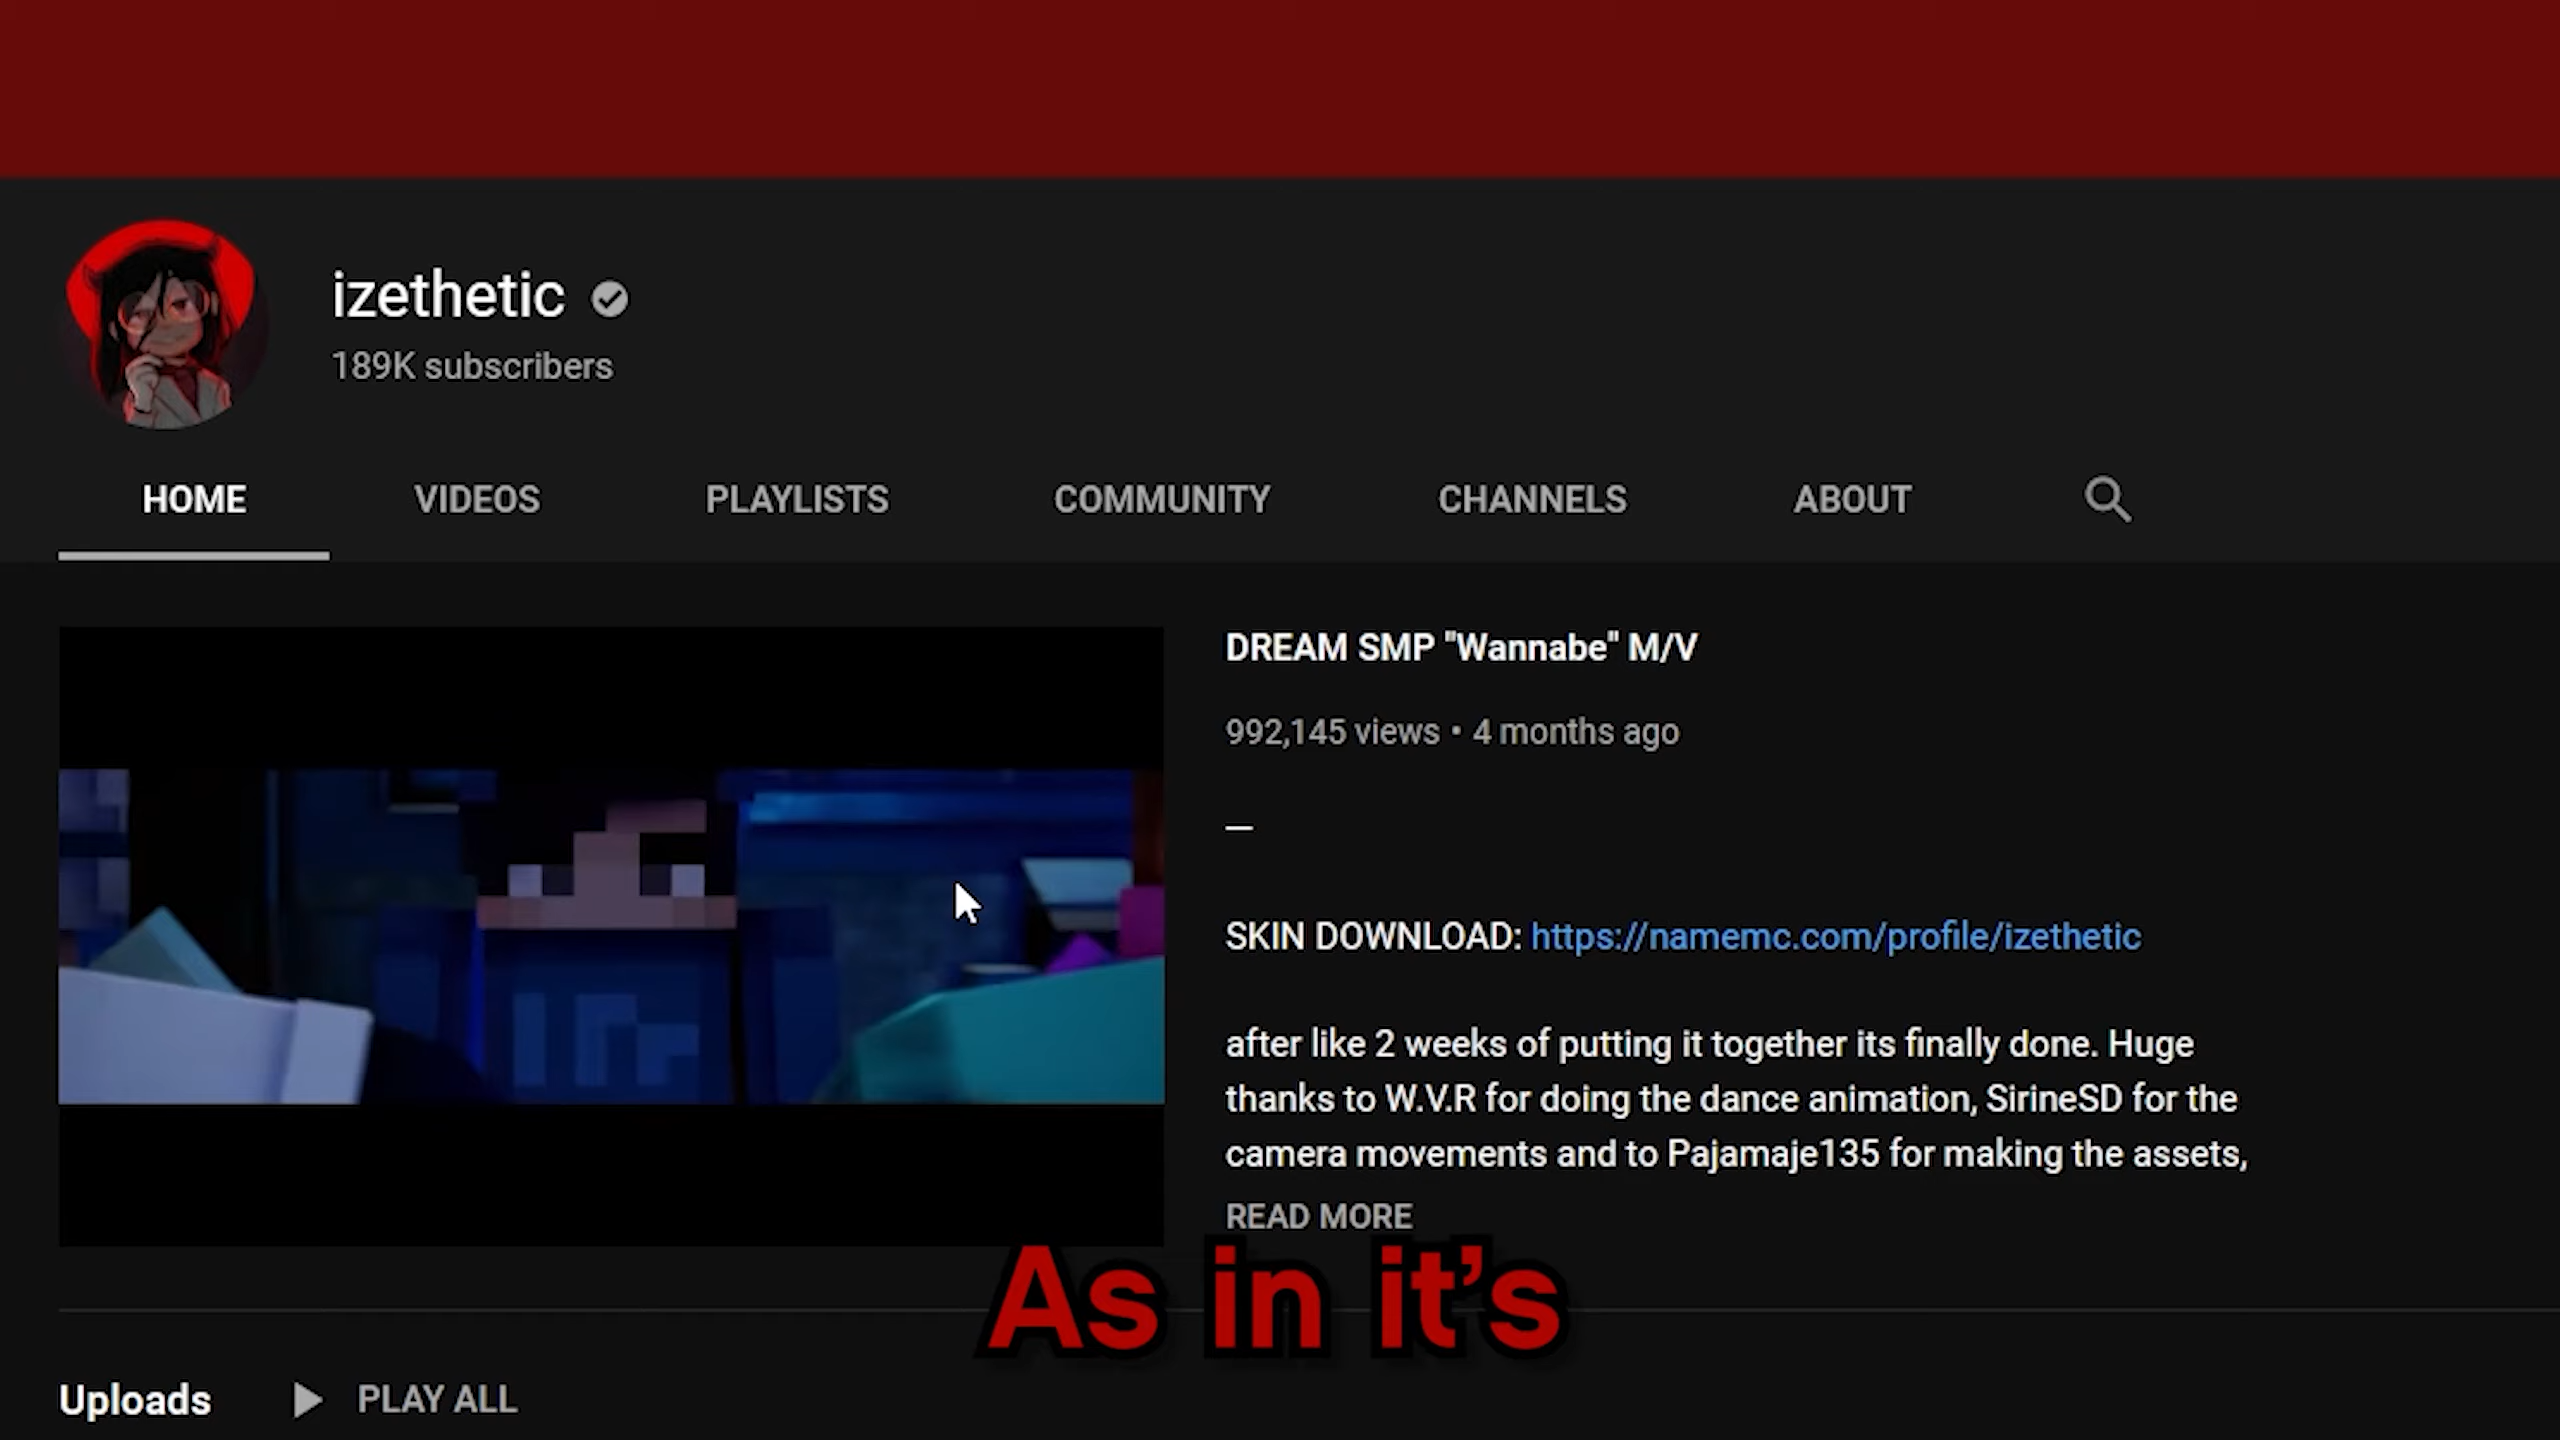 izethetic
189K subscribers
HOME VIDEOS PLAYLISTS COMMUNITY CHANNELS ABOUT
DREAM SMP "Wannabe" M/V
992,145 views • 4 months ago
—
SKIN DOWNLOAD: https://namemc.com/profile/izethetic
after like 2 weeks of putting it together its finally done. Huge
thanks to W.V.R for doing the dance animation, SirineSD for the
camera movements and to Pajamaje135 for making the assets,
READ MORE
As in it's
Uploads PLAY ALL